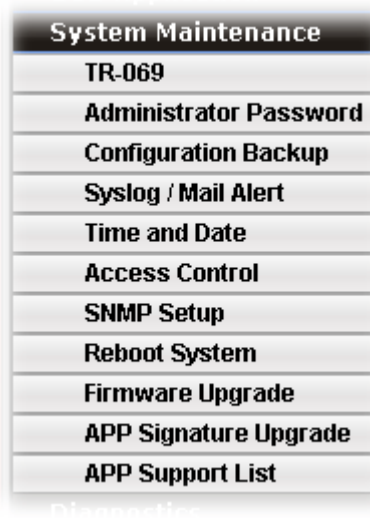 System Maintenance
TR-069
Administrator Password
Configuration Backup
Syslog / Mail Alert
Time and Date
Access Control
SNMP Setup
Reboot System
Firmware Upgrade
APP Signature Upgrade
APP Support List
Diagnostics